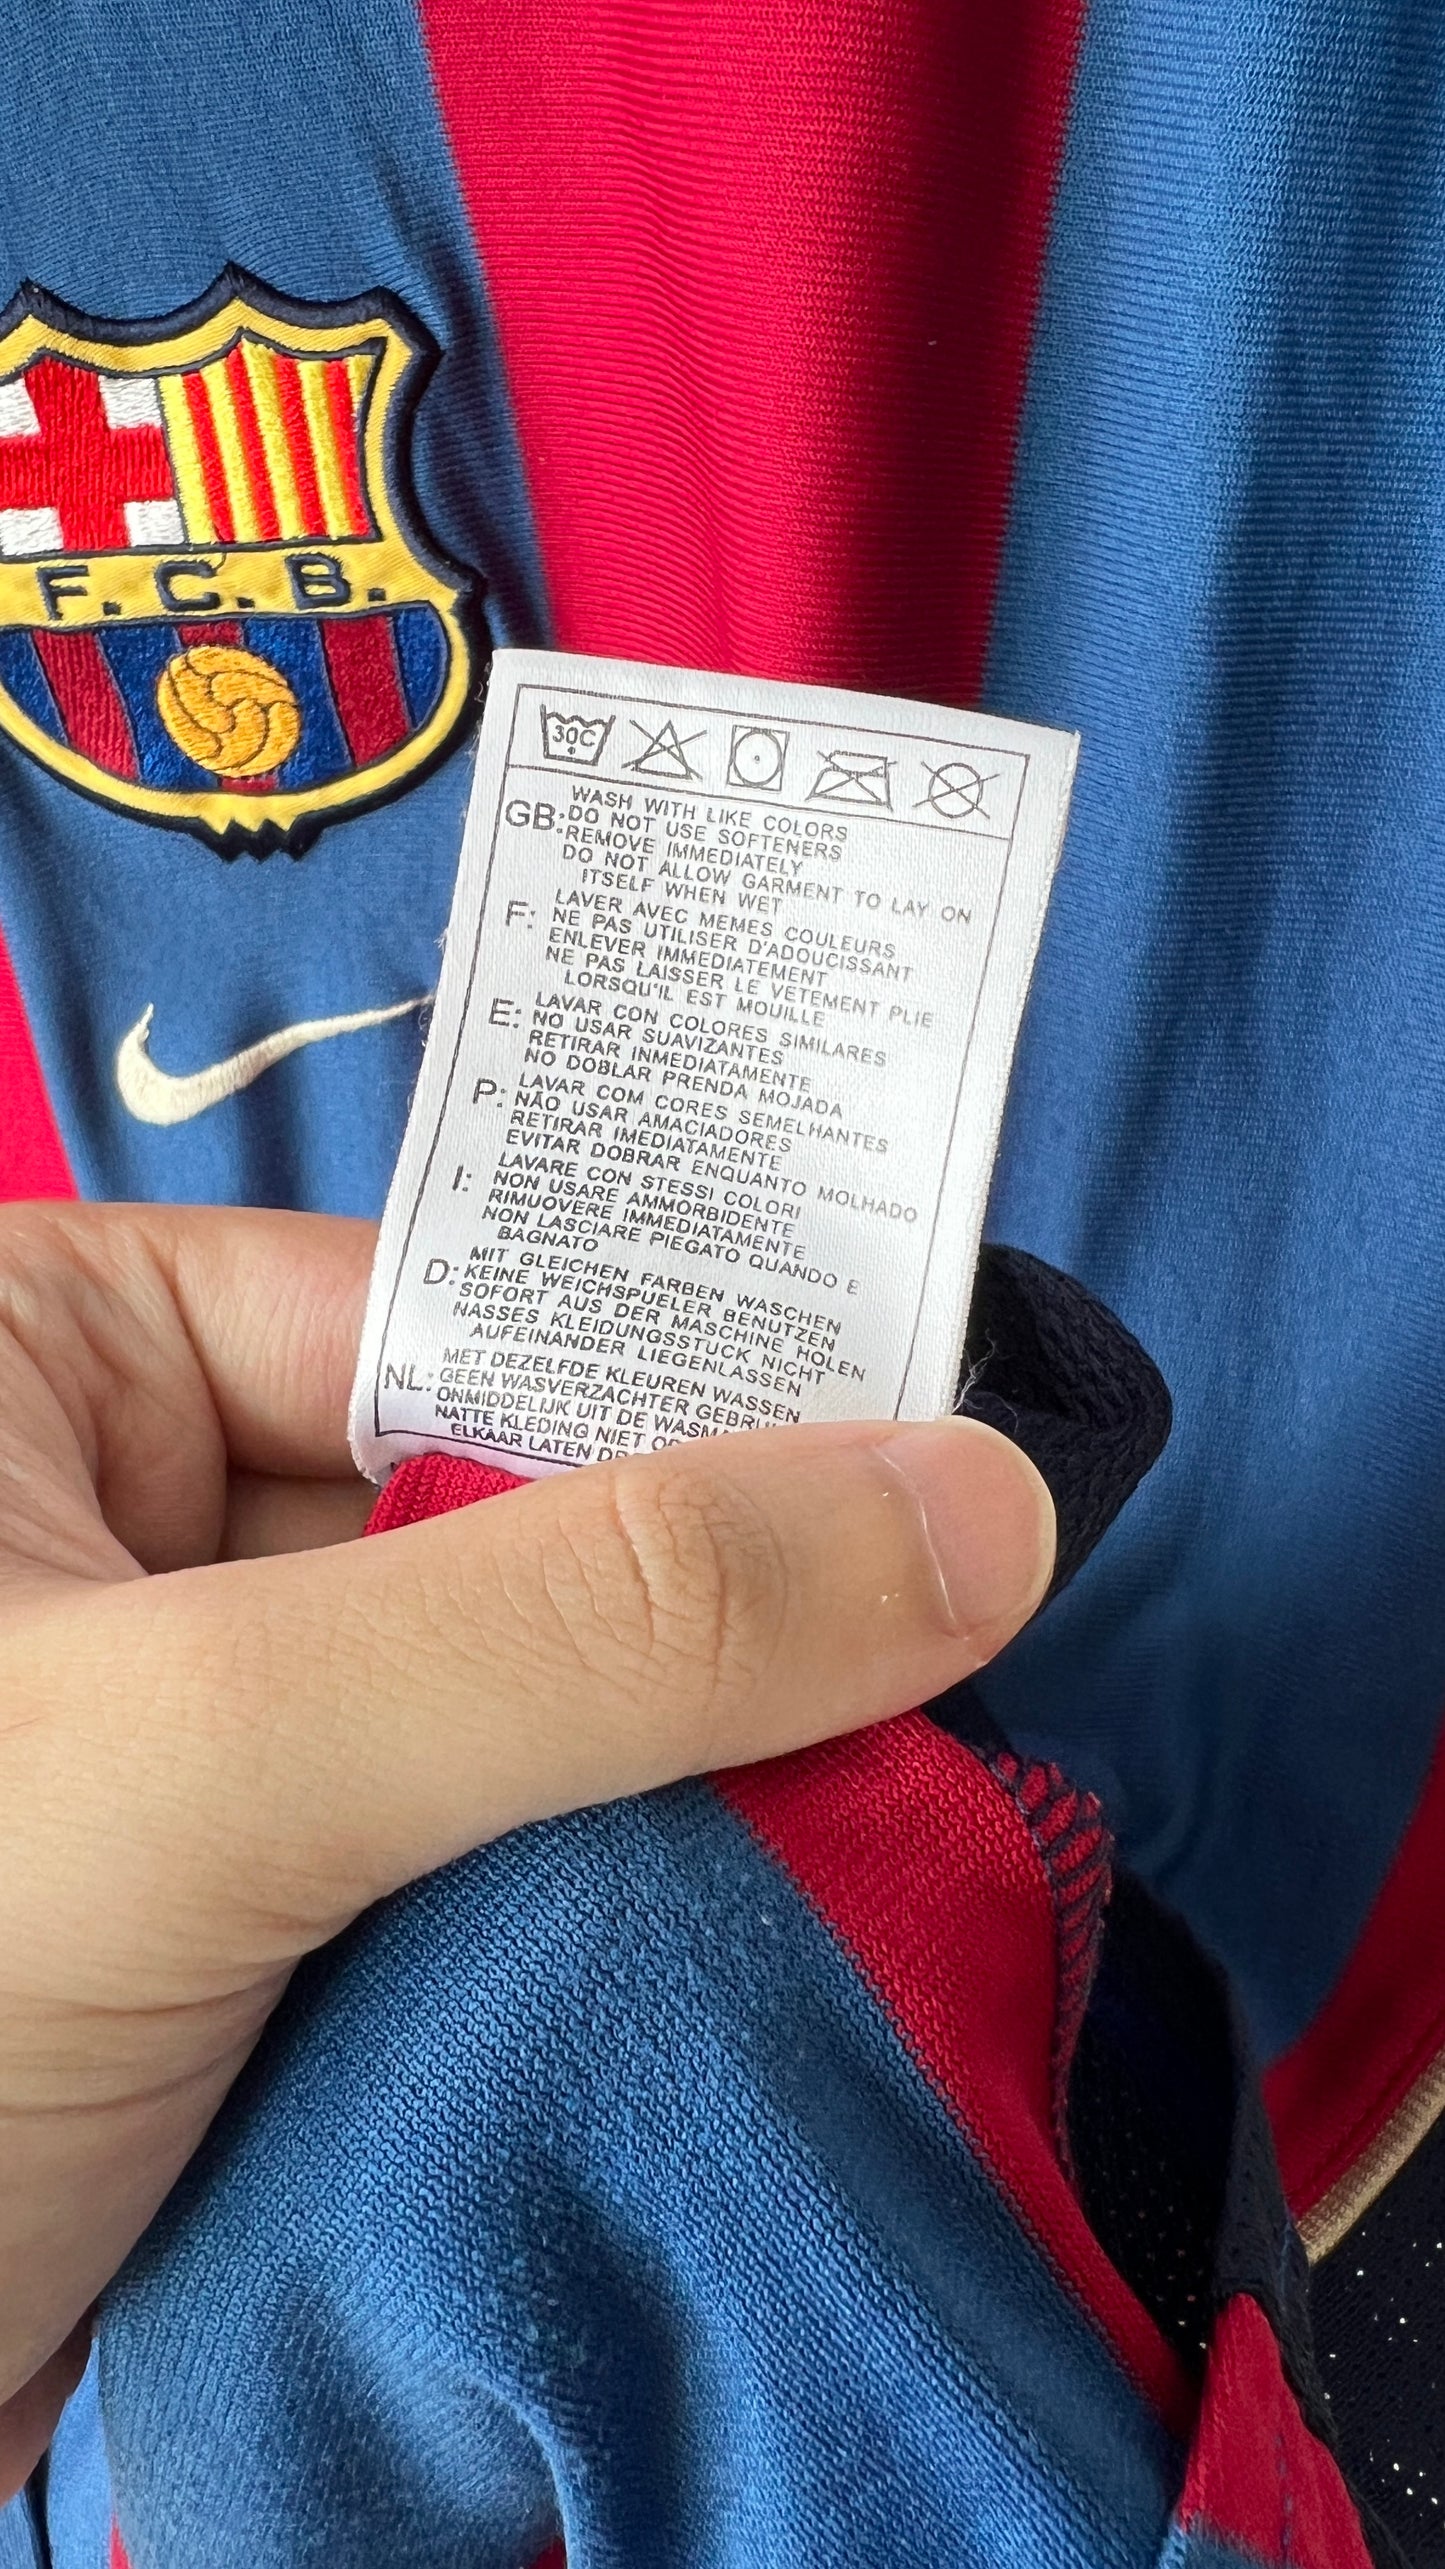 F.C.B.
30C
GB: WASH WITH LIKE COLORS
DO NOT USE SOFTENERS
REMOVE IMMEDIATELY
DO NOT ALLOW GARMENT TO LAY ON
ITSELF WHEN WET
F: LAVER AVEC MEMES COULEURS
NE PAS UTILISER D'ADOUCISSANT
ENLEVER IMMEDIATEMENT
NE PAS LAISSER LE VETEMENT PLIE
LORSQU'IL EST MOUILLE
E: LAVAR CON COLORES SIMILARES
NO USAR SUAVIZANTES
RETIRAR INMEDIATAMENTE
NO DOBLAR PRENDA MOJADA
P: LAVAR COM CORES SEMELHANTES
NÃO USAR AMACIADORES
RETIRAR IMEDIATAMENTE
EVITAR DOBRAR ENQUANTO MOLHADO
I: LAVARE CON STESSI COLORI
NON USARE AMMORBIDENTE
RIMUOVERE IMMEDIATAMENTE
NON LASCIARE PIEGATO QUANDO E
BAGNATO
D: MIT GLEICHEN FARBEN WASCHEN
KEINE WEICHSPUELER BENUTZEN
SOFORT AUS DER MASCHINE HOLEN
NASSES KLEIDUNGSSTUCK NICHT
AUFEINANDER LIEGENLASSEN
NL: MET DEZELFDE KLEUREN WASSEN
GEEN WASVERZACHTER
ONMIDDELIJK UIT DE
NATTE KLEDING NIET
ELKAAR LATEN